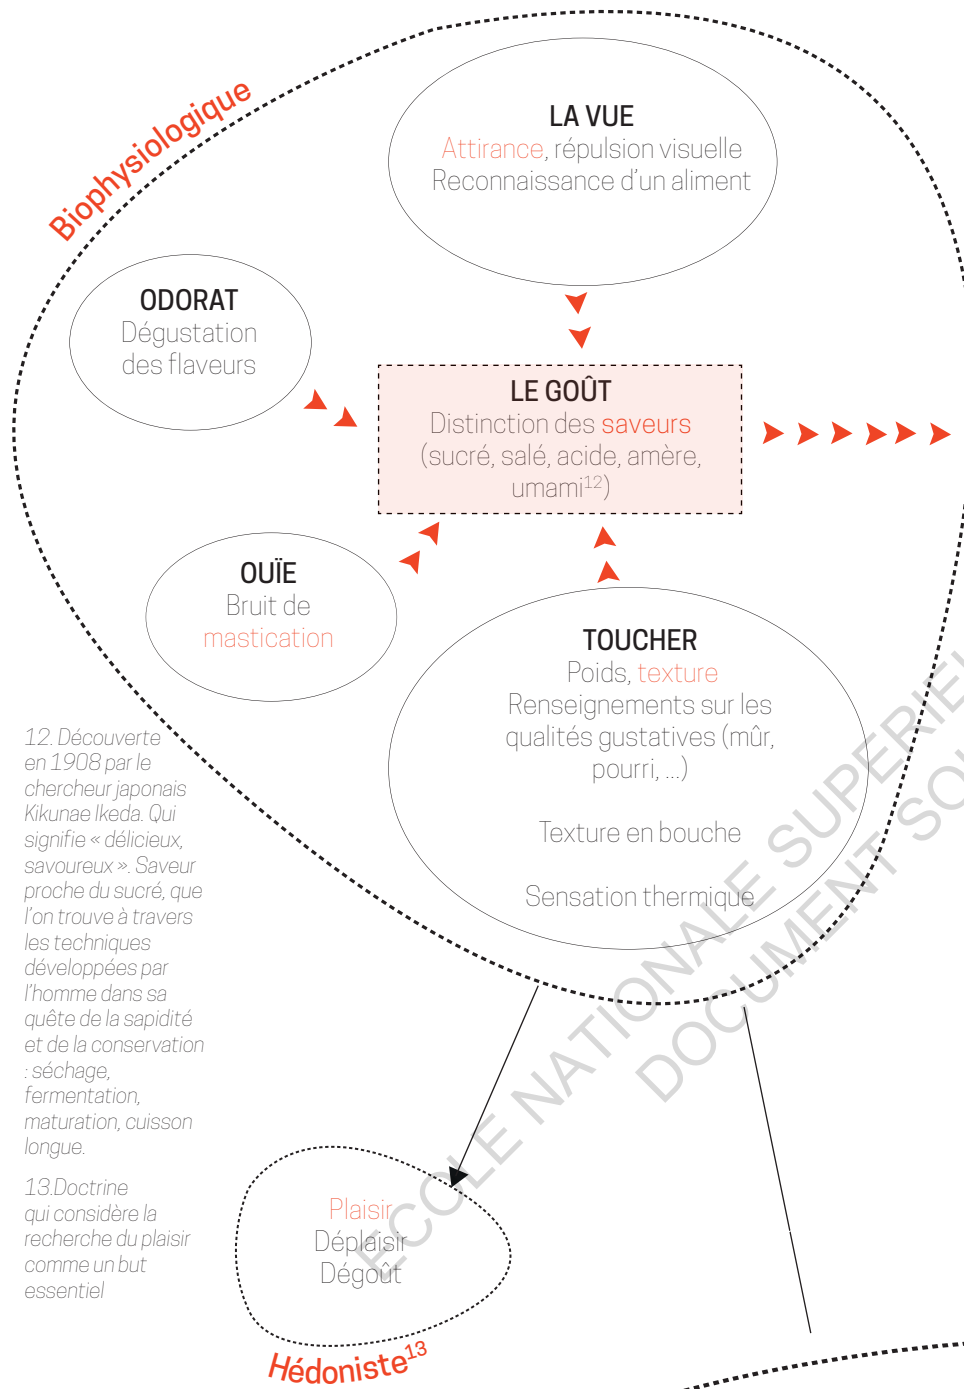 Biophysiologique
LA VUE
Attirance, répulsion visuelle
Reconnaissance d'un aliment
ODORAT
Dégustation
des flaveurs
LE GOÛT
Distinction des saveurs
(sucré, salé, acide, amère,
umami12)
OUÏE
Bruit de
mastication
TOUCHER
Poids, texture
Renseignements sur les
qualités gustatives (mûr,
pourri, ...)
Texture en bouche
Sensation thermique
12. Découverte
en 1908 par le
chercheur japonais
Kikunae Ikeda. Qui
signifie « délicieux,
savoureux ». Saveur
proche du sucré, que
l'on trouve à travers
les techniques
développées par
l'homme dans sa
quête de la sapidité
et de la conservation
: séchage,
fermentation,
maturation, cuisson
longue.
13.Doctrine
qui considère la
recherche du plaisir
comme un but
essentiel
Plaisir
Déplaisir
Dégoût
Hédoniste13
ECOLE NATIONALE
DOCUMENT